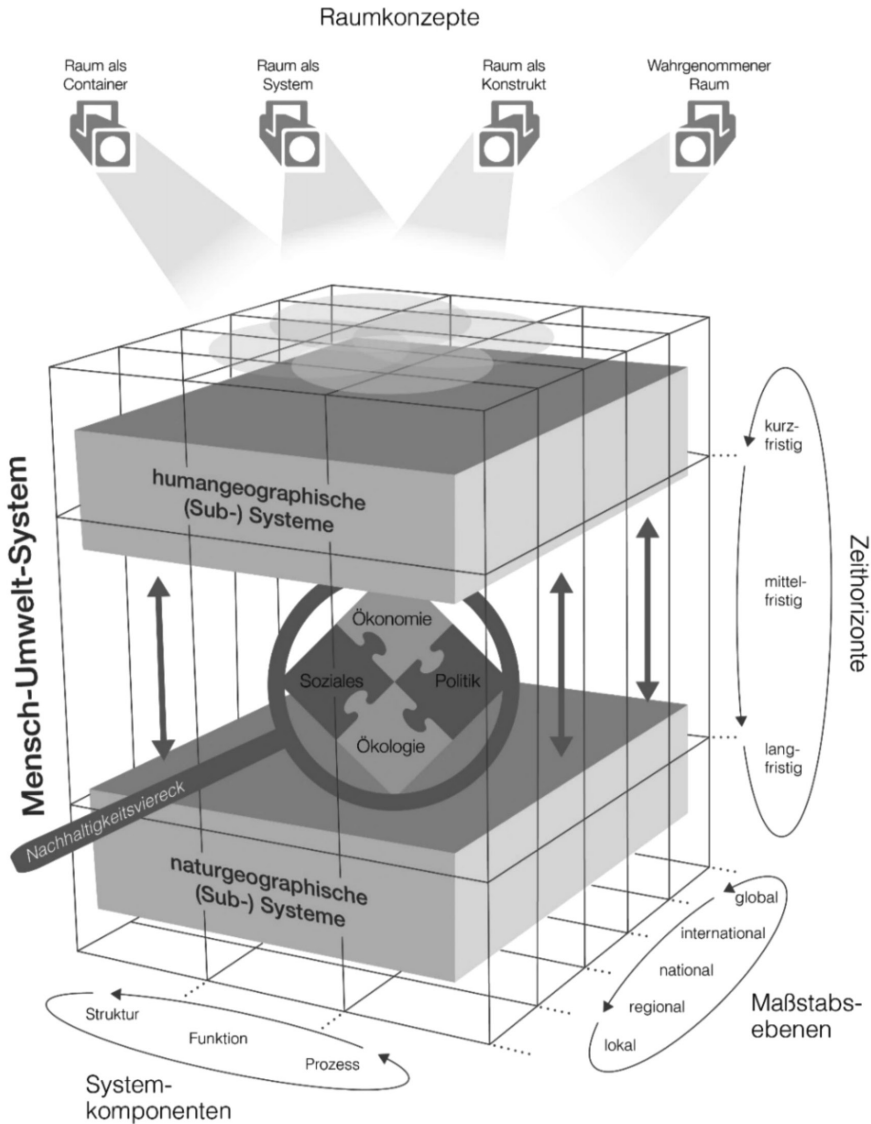 Raumkonzepte
Raum als
Container
Raum als
System
Raum als
Konstrukt
Wahrgenommener
Raum
Mensch-Umwelt-System
humangeographische
(Sub-) Systeme
Ökonomie
Soziales
Politik
Ökologie
Nachhaltigkeitsviereck
naturgeographische
(Sub-) Systeme
kurz-
fristig
mittel-
fristig
lang-
fristig
Zeithorizonte
global
international
national
regional
lokal
Maßstabs-
ebenen
Struktur
Funktion
Prozess
System-
komponenten